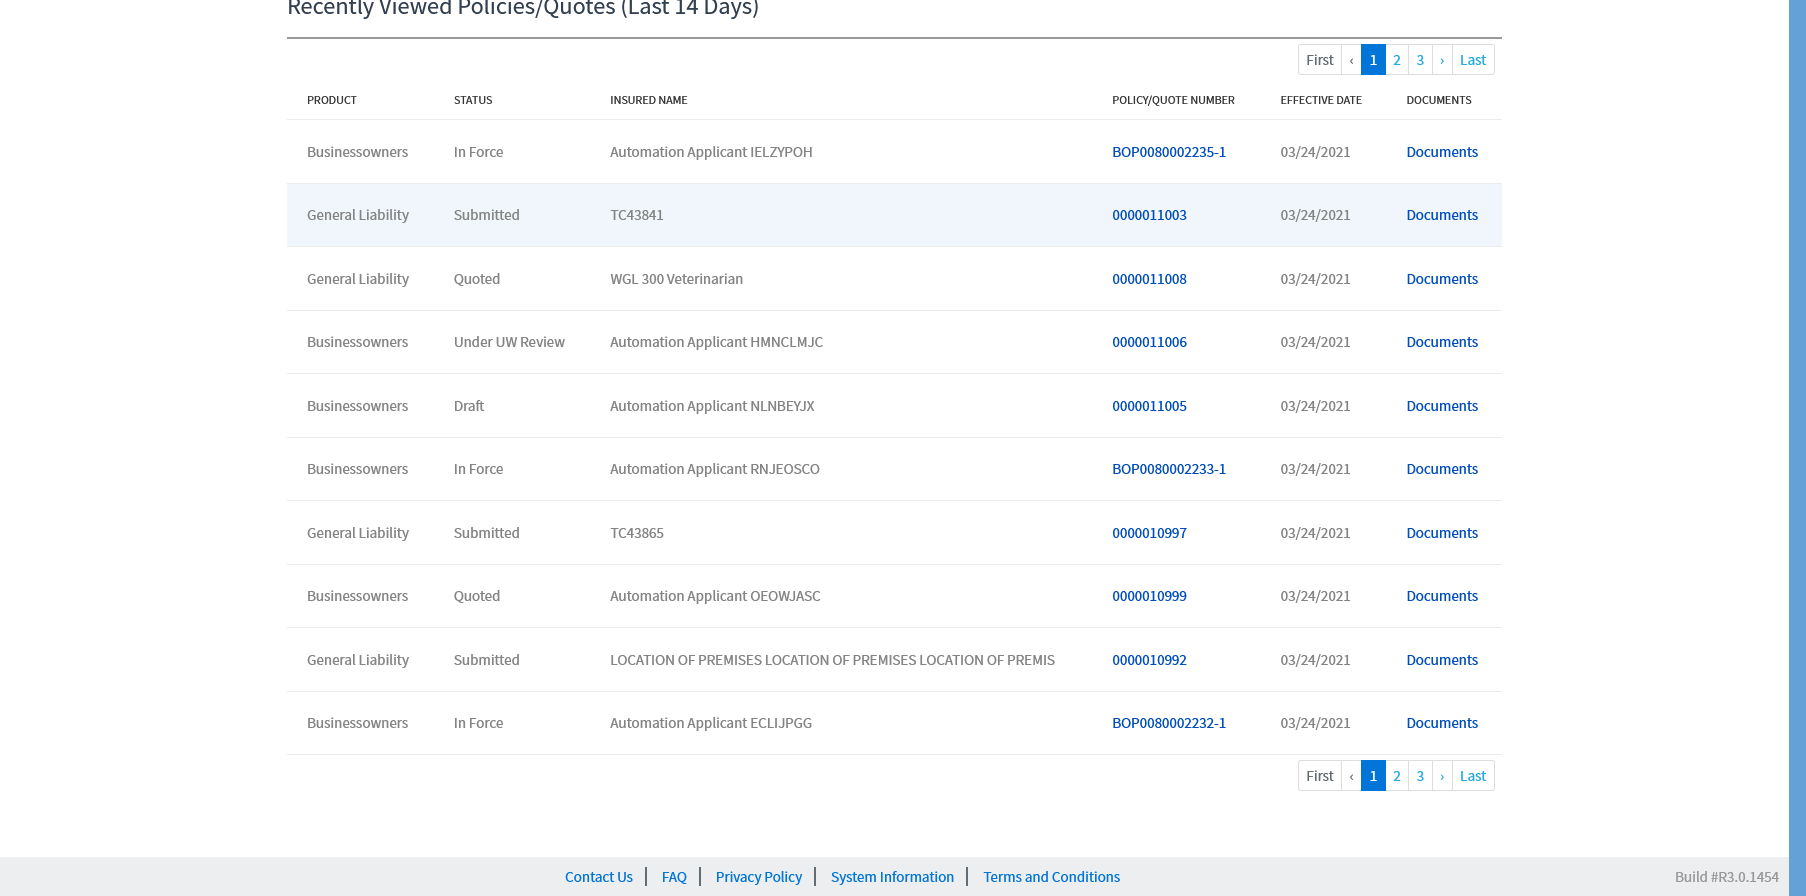 Recently Viewed Policies/Quotes (Last 14 Days)
First ‹ 1 2 3 › Last
PRODUCT STATUS INSURED NAME POLICY/QUOTE NUMBER EFFECTIVE DATE DOCUMENTS
Businessowners In Force Automation Applicant IELZYPOH BOP0080002235-1 03/24/2021 Documents
General Liability Submitted TC43841 0000011003 03/24/2021 Documents
General Liability Quoted WGL 300 Veterinarian 0000011008 03/24/2021 Documents
Businessowners Under UW Review Automation Applicant HMNCLMJC 0000011006 03/24/2021 Documents
Businessowners Draft Automation Applicant NLNBEYJX 0000011005 03/24/2021 Documents
Businessowners In Force Automation Applicant RNJEOSCO BOP0080002233-1 03/24/2021 Documents
General Liability Submitted TC43865 0000010997 03/24/2021 Documents
Businessowners Quoted Automation Applicant OEOWJASC 0000010999 03/24/2021 Documents
General Liability Submitted LOCATION OF PREMISES LOCATION OF PREMISES LOCATION OF PREMIS 0000010992 03/24/2021 Documents
Businessowners In Force Automation Applicant ECLIJPGG BOP0080002232-1 03/24/2021 Documents
First ‹ 1 2 3 › Last
Contact Us | FAQ | Privacy Policy | System Information | Terms and Conditions Build #R3.0.1454